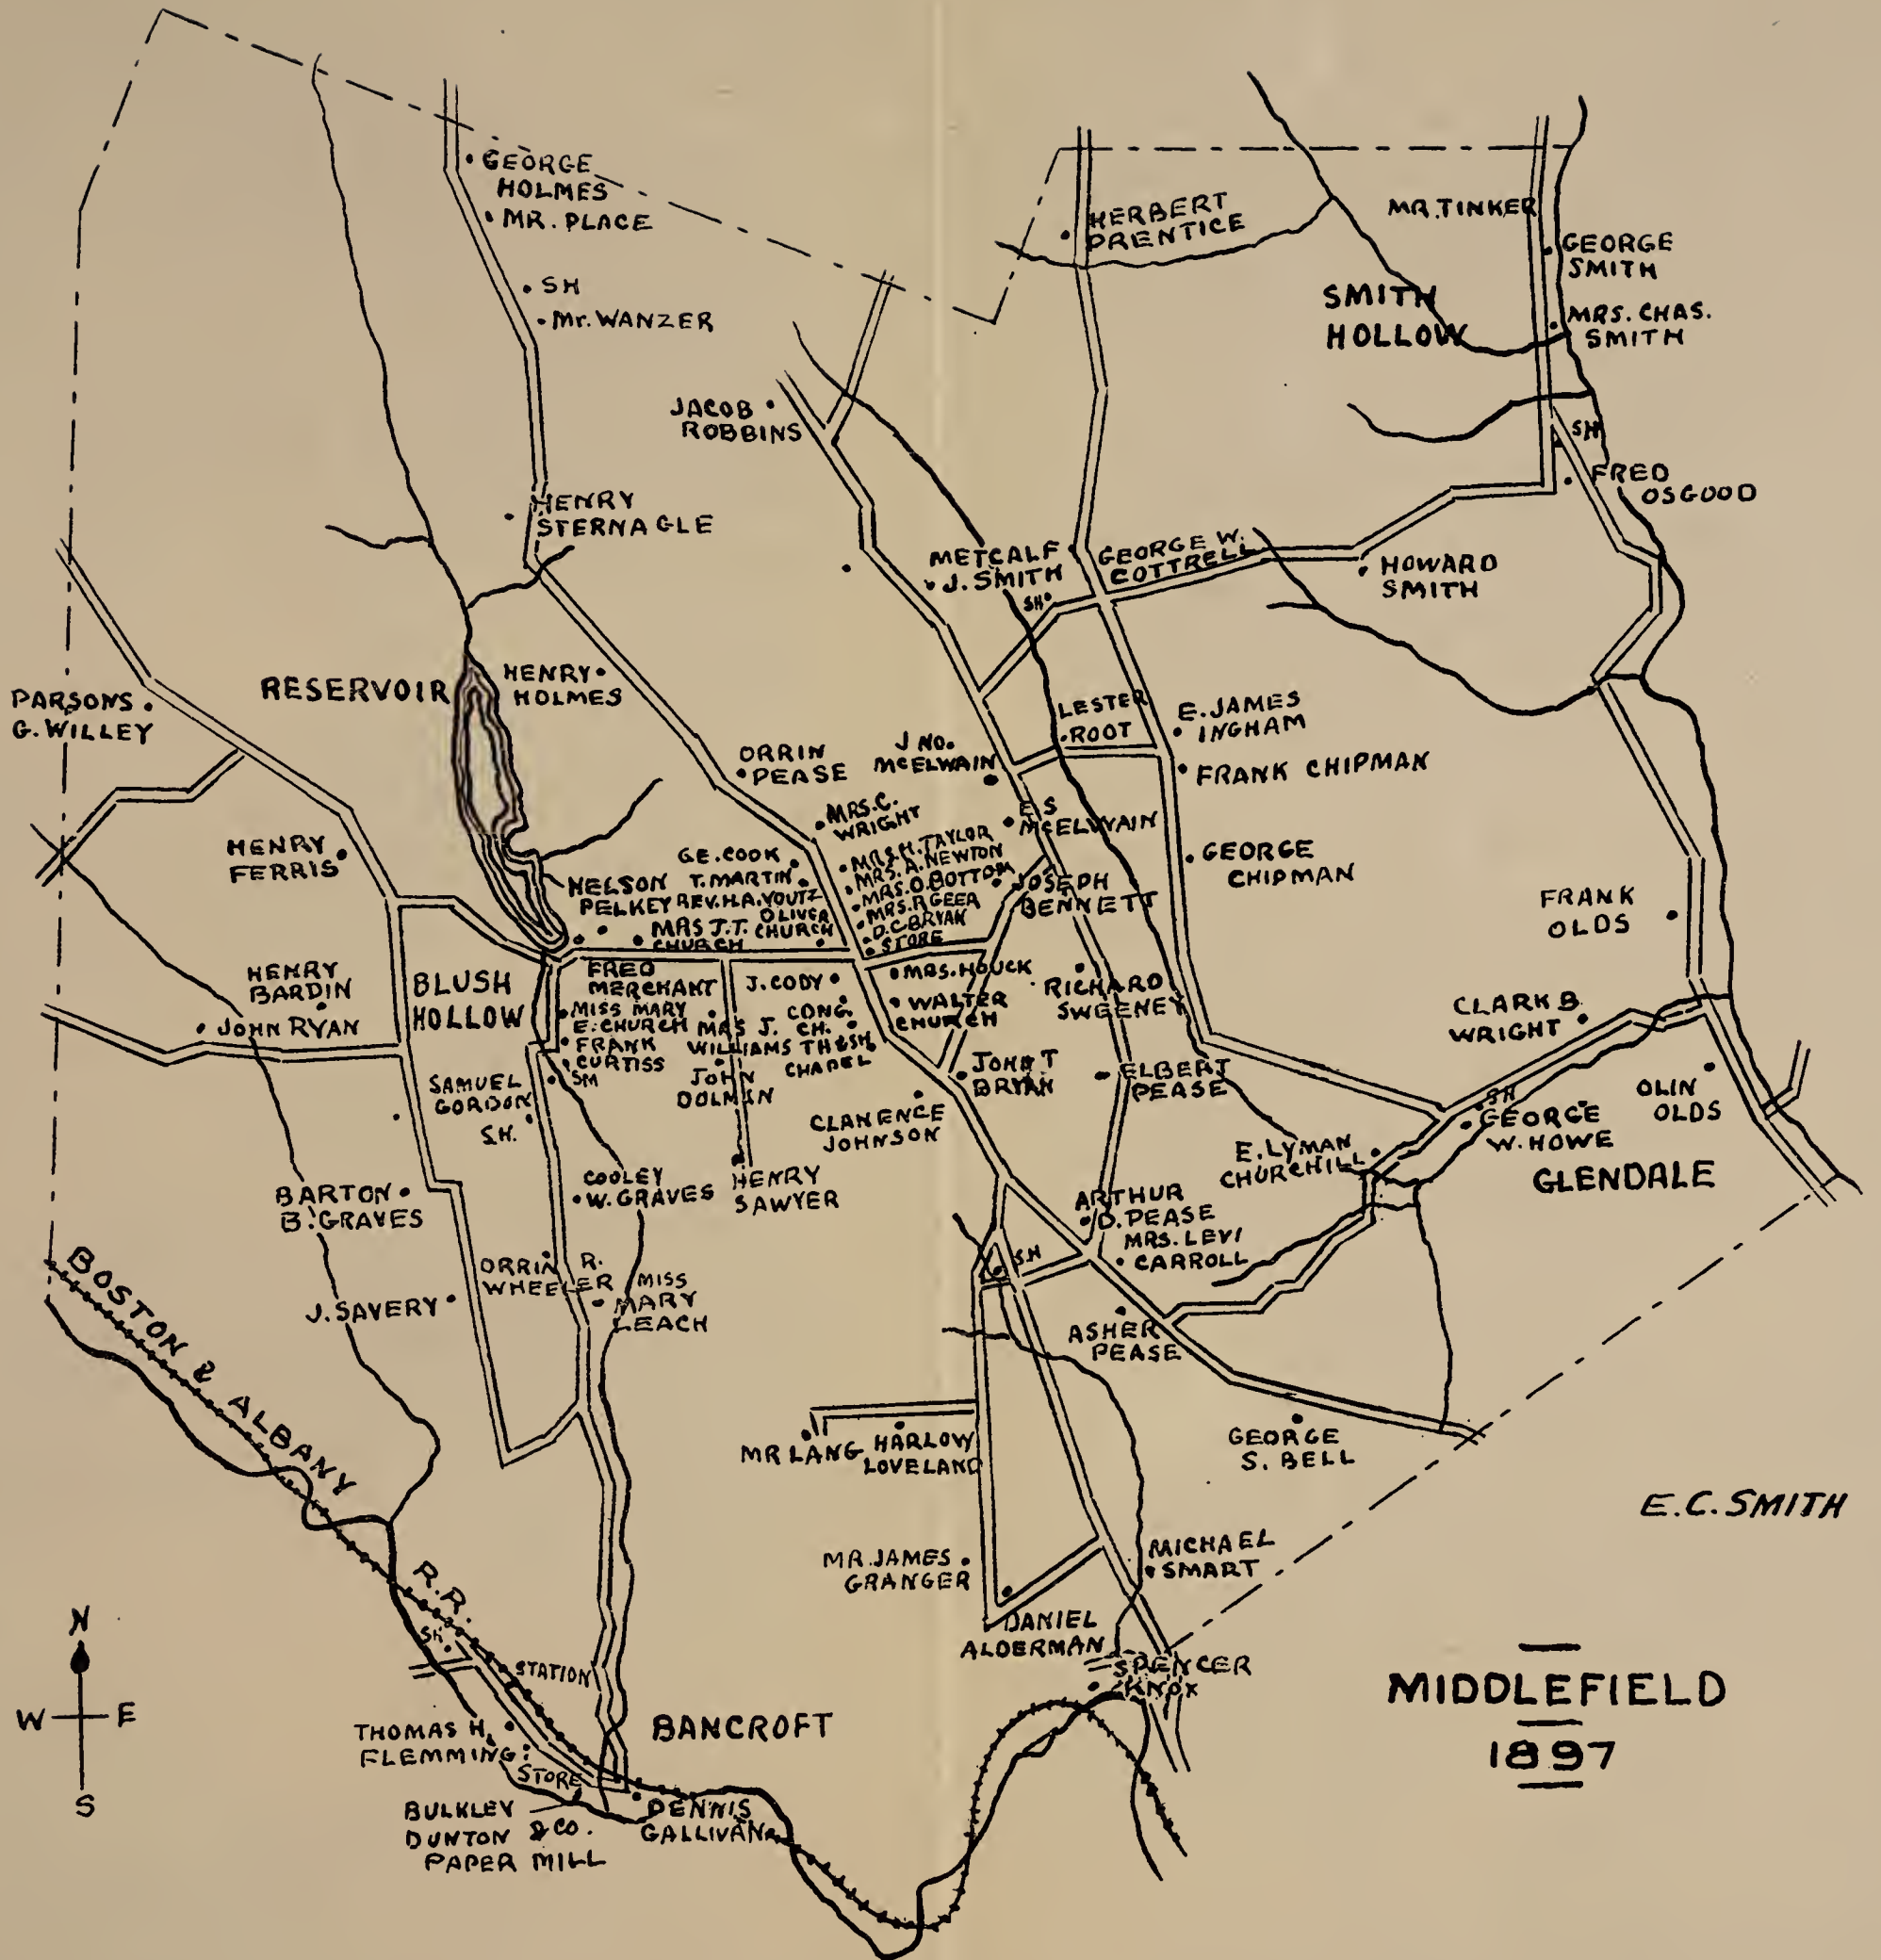 GEORGE
HOLMES
MR. PLACE
SH
Mr. WANZER
HERBERT
PRENTICE
MR. TINKER
GEORGE
SMITH
SMITH
HOLLOW
MRS. CHAS.
SMITH
JACOB
ROBBINS
SH
FRED
OSGOOD
HENRY
STERNAGLE
METCALF
J. SMITH
GEORGE W.
COTTRELL
SH
HOWARD
SMITH
RESERVOIR
HENRY
HOLMES
PARSONS
G. WILLEY
LESTER
ROOT
E. JAMES
INGHAM
ORRIN
PEASE
J NO.
McELWAIN
FRANK CHIPMAN
MRS. C.
WRIGHT
E S
McELWAIN
HENRY
FERRIS
G.E. COOK
T. MARTIN
REV. H.A. VOUTZ
OLIVER
CHURCH
MRS. H. TAYLOR
MRS. A. NEWTON
MRS. O. BOTTOM
MRS. P. GEER
D.C. BRYAN
STORE
JOSEPH
BENNETT
GEORGE
CHIPMAN
NELSON
PELKEY
MRS J.T.
CHURCH
FRANK
OLDS
HENRY
BARDIN
JOHN RYAN
BLUSH
HOLLOW
FRED
MERCHANT
MISS MARY
E. CHURCH
FRANK
CURTISS
SM
J. CODY
CONG.
CH.
MRS J.
WILLIAMS
TH & SH
CHAPEL
JOHN
DOLMAN
MRS. HOUCK
WALTER
CHURCH
RICHARD
SWEENEY
CLARK B.
WRIGHT
SAMUEL
GORDON
S.H.
JOHN T
BRYAN
ELBERT
PEASE
CLARENCE
JOHNSON
SH
GEORGE
W. HOWE
OLIN
OLDS
E. LYMAN
CHURCHILL
GLENDALE
COOLEY
W. GRAVES
HENRY
SAWYER
BARTON
B. GRAVES
ARTHUR
D. PEASE
MRS. LEVI
CARROLL
SH
ORRIN R.
WHEELER
MISS
MARY
LEACH
J. SAVERY
ASHER
PEASE
BOSTON & ALBANY
R.R.
MR LANG
HARLOW
LOVELAND
GEORGE
S. BELL
E.C. SMITH
MR. JAMES
GRANGER
MICHAEL
SMART
DANIEL
ALDERMAN
SPENCER
KNOX
N
W E
S
SH
STATION
BANCROFT
THOMAS H.
FLEMMING
STORE
BULKLEY
DUNTON & CO.
PAPER MILL
DENNIS
GALLIVAN
MIDDLEFIELD
1897